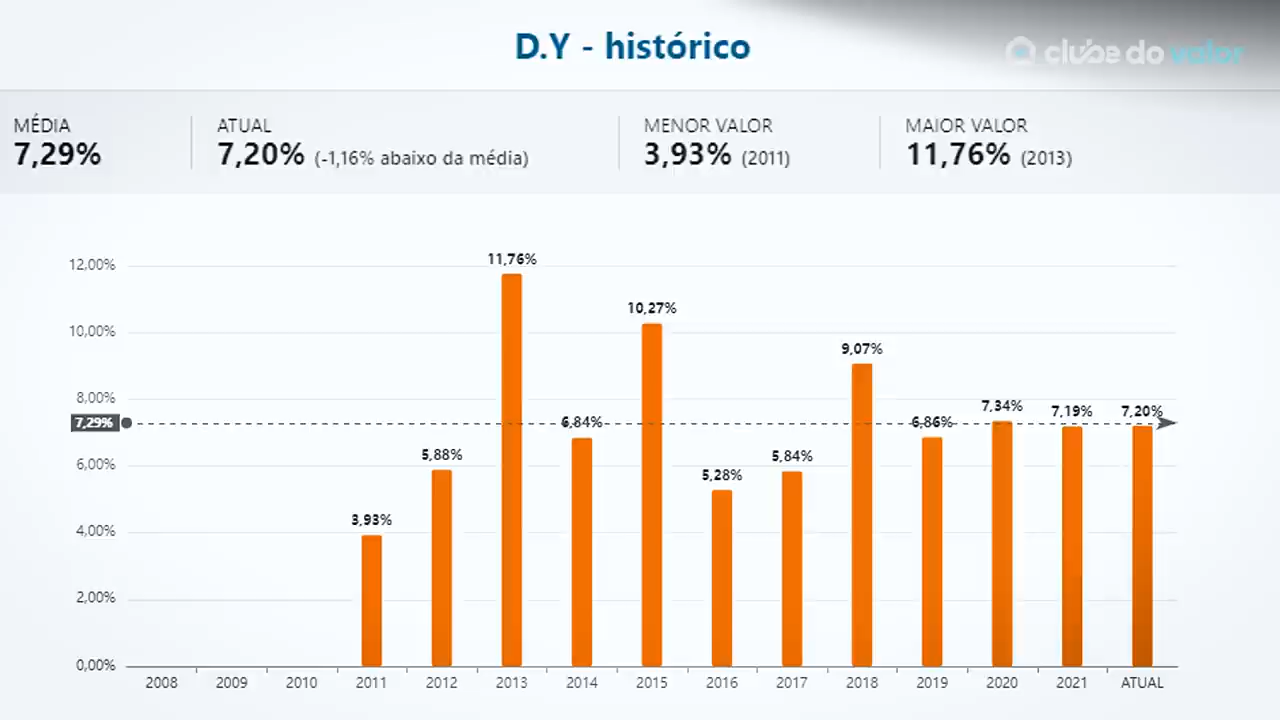 D.Y - histórico
clube do valor
MÉDIA
7,29%
ATUAL
7,20% (-1,16% abaixo da média)
MENOR VALOR
3,93% (2011)
MAIOR VALOR
11,76% (2013)
12,00%
10,00%
8,00%
7,29%
6,00%
4,00%
2,00%
0,00%
3,93%
5,88%
11,76%
6,84%
10,27%
5,28%
5,84%
9,07%
6,86%
7,34%
7,19%
7,20%
2008 2009 2010 2011 2012 2013 2014 2015 2016 2017 2018 2019 2020 2021 ATUAL